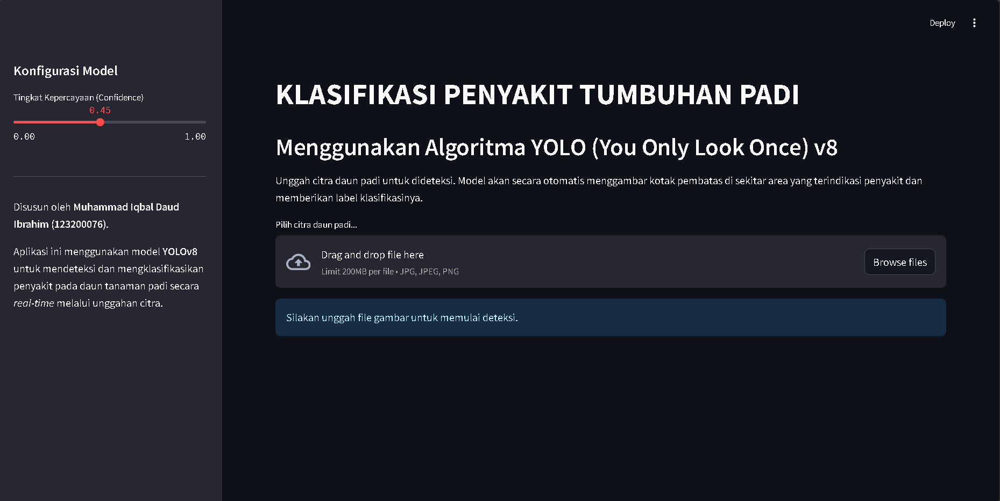 Deploy
Konfigurasi Model
Tingkat Kepercayaan (Confidence)
0.45
0.00
1.00
Disusun oleh Muhammad Iqbal Daud
Ibrahim (123200076).
Aplikasi ini menggunakan model YOLOv8
untuk mendeteksi dan mengklasifikasikan
penyakit pada daun tanaman padi secara
real-time melalui unggahan citra.
KLASIFIKASI PENYAKIT TUMBUHAN PADI
Menggunakan Algoritma YOLO (You Only Look Once) v8
Unggah citra daun padi untuk dideteksi. Model akan secara otomatis menggambar kotak pembatas di sekitar area yang terindikasi penyakit dan
memberikan label klasifikasinya.
Pilih citra daun padi...
Drag and drop file here
Limit 200MB per file • JPG, JPEG, PNG
Browse files
Silakan unggah file gambar untuk memulai deteksi.